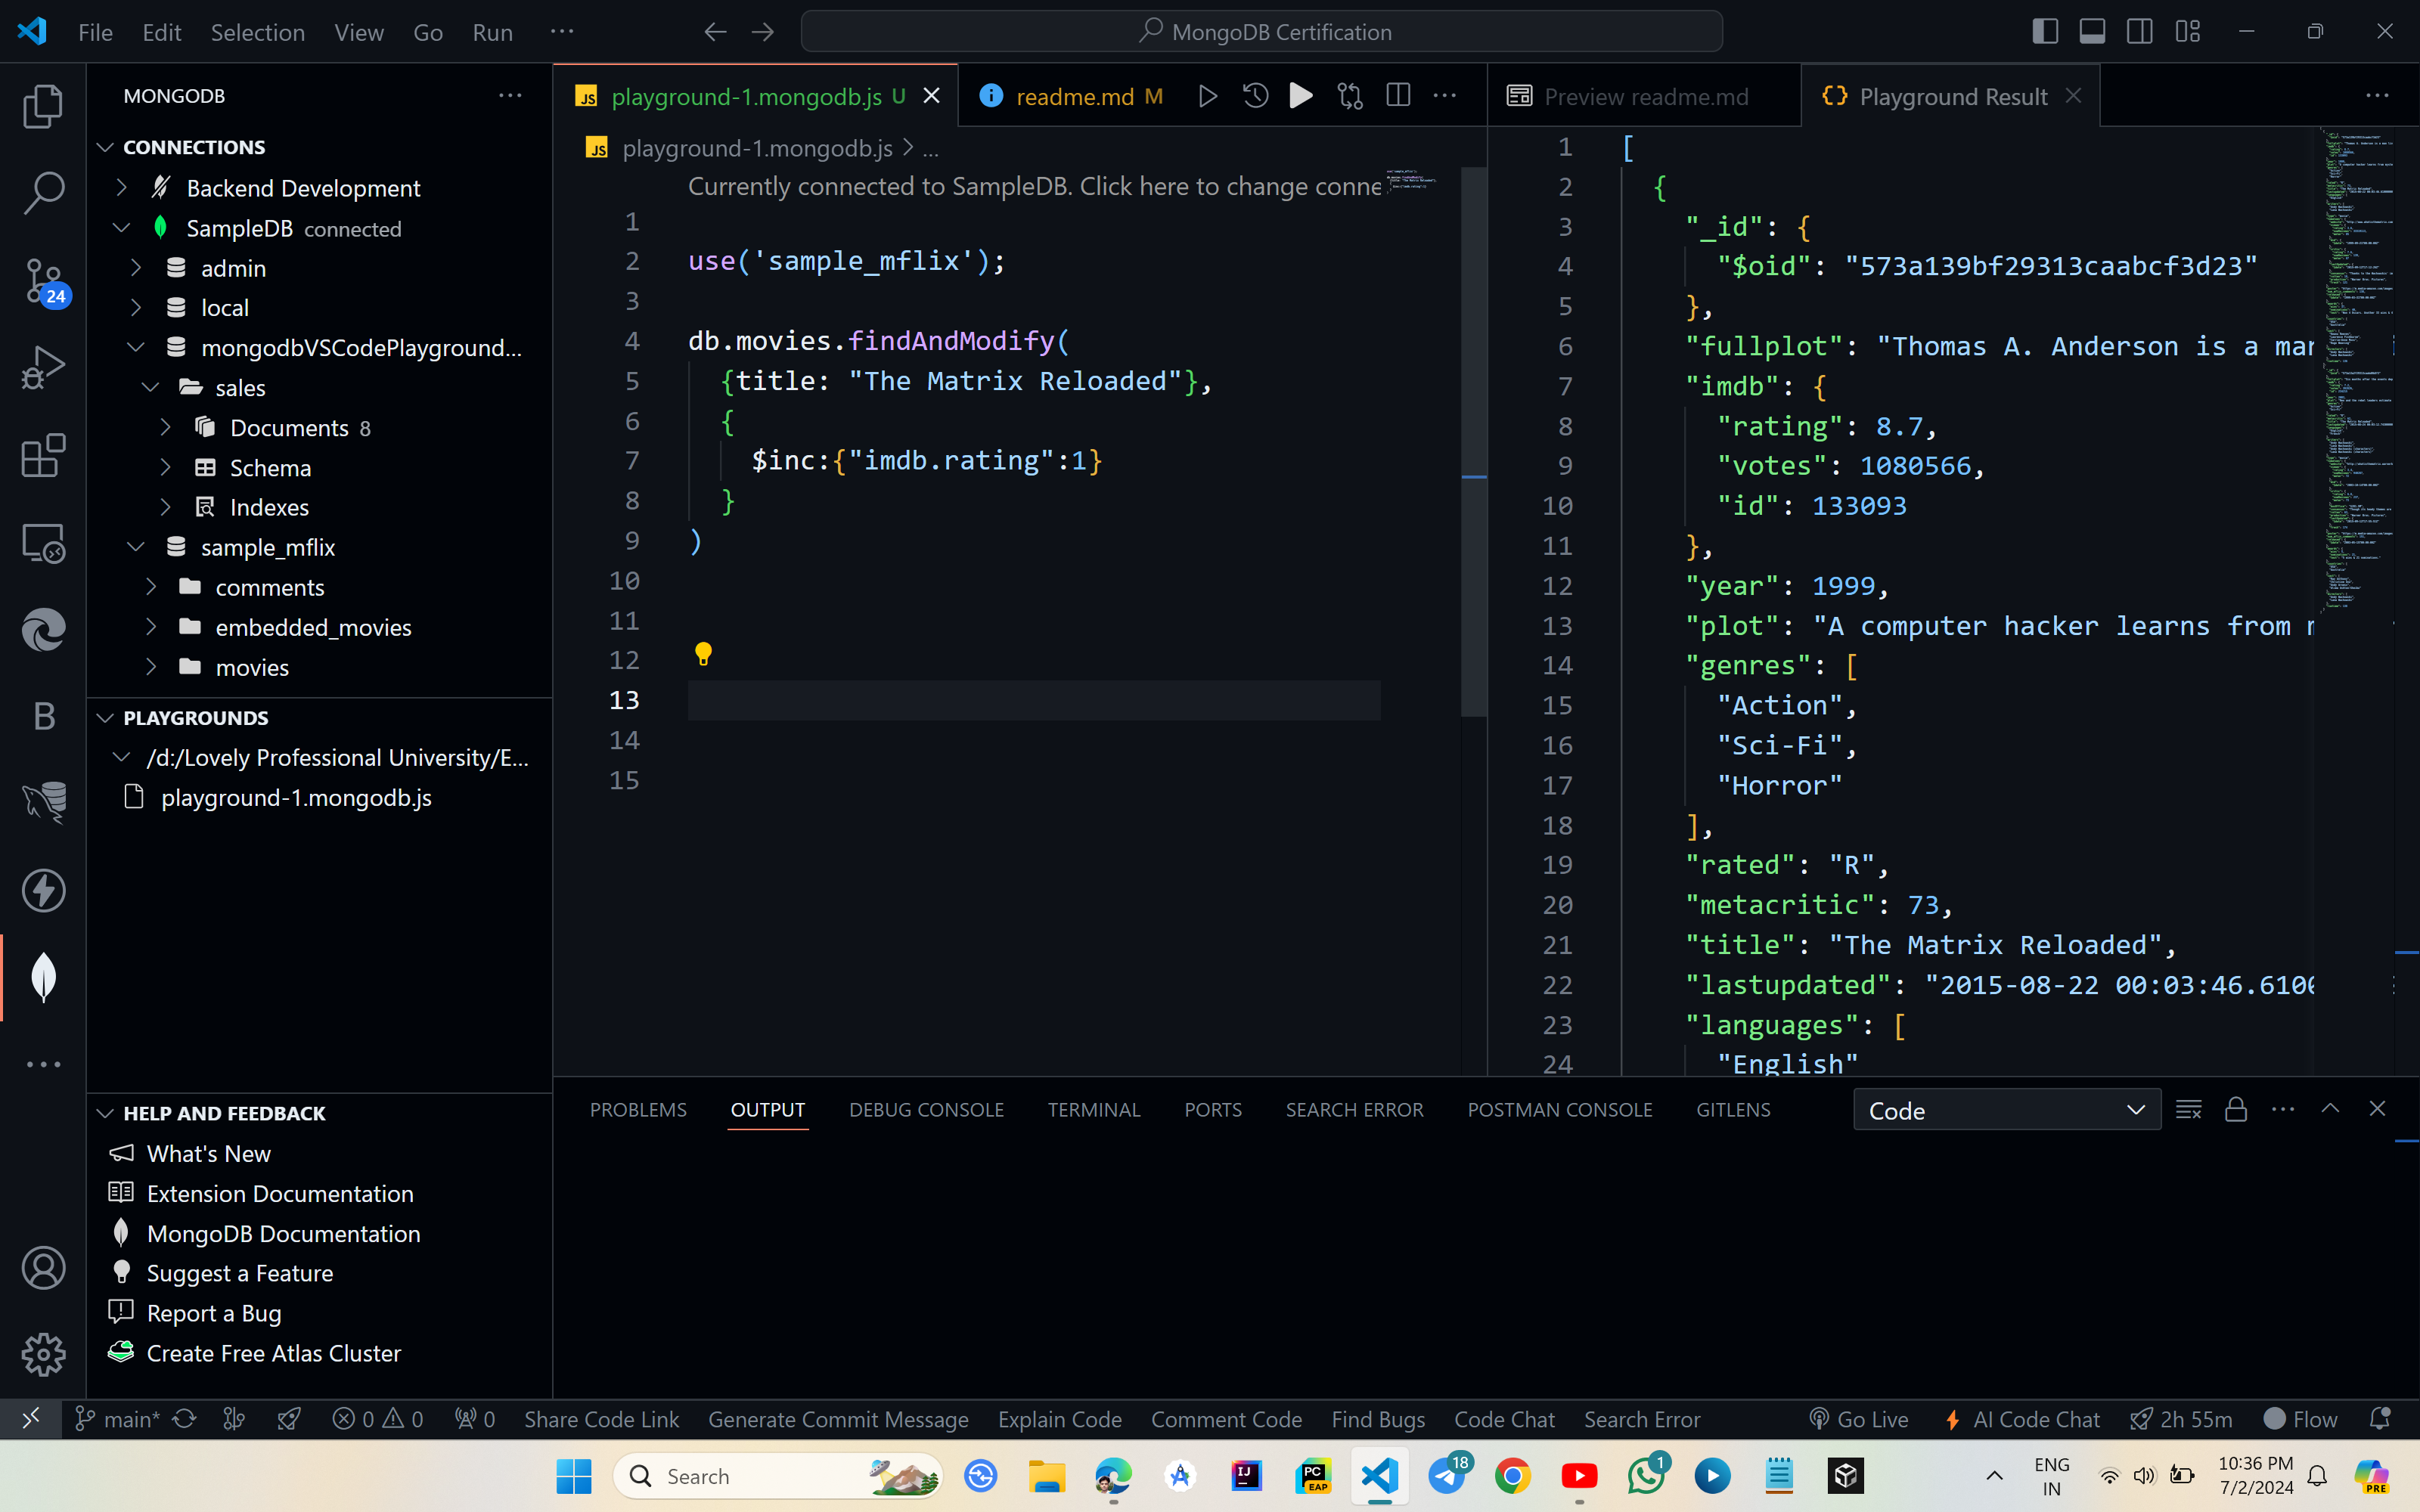 File Edit Selection View Go Run ···
MongoDB Certification
MONGODB
CONNECTIONS
Backend Development
SampleDB connected
admin
local
mongodbVSCodePlayground...
sales
Documents 8
Schema
Indexes
sample_mflix
comments
embedded_movies
movies
PLAYGROUNDS
/d:/Lovely Professional University/E...
playground-1.mongodb.js
HELP AND FEEDBACK
What's New
Extension Documentation
MongoDB Documentation
Suggest a Feature
Report a Bug
Create Free Atlas Cluster
24
B
JS playground-1.mongodb.js U
readme.md M
JS playground-1.mongodb.js > ...
Currently connected to SampleDB. Click here to change conne
1
2 use('sample_mflix');
3
4 db.movies.findAndModify(
5 {title: "The Matrix Reloaded"},
6 {
7 $inc:{"imdb.rating":1}
8 }
9 )
10
11
12
13
14
15
Preview readme.md
{} Playground Result
1 [
2 {
3 "_id": {
4 "$oid": "573a139bf29313caabcf3d23"
5 },
6 "fullplot": "Thomas A. Anderson is a mar
7 "imdb": {
8 "rating": 8.7,
9 "votes": 1080566,
10 "id": 133093
11 },
12 "year": 1999,
13 "plot": "A computer hacker learns from
14 "genres": [
15 "Action",
16 "Sci-Fi",
17 "Horror"
18 ],
19 "rated": "R",
20 "metacritic": 73,
21 "title": "The Matrix Reloaded",
22 "lastupdated": "2015-08-22 00:03:46.6100
23 "languages": [
24 "English"
PROBLEMS OUTPUT DEBUG CONSOLE TERMINAL PORTS SEARCH ERROR POSTMAN CONSOLE GITLENS
Code
main* 0 0 0 Share Code Link Generate Commit Message Explain Code Comment Code Find Bugs Code Chat Search Error Go Live AI Code Chat 2h 55m Flow
Search
IJ
PC EAP
18
1
ENG
IN
10:36 PM
7/2/2024
PRE